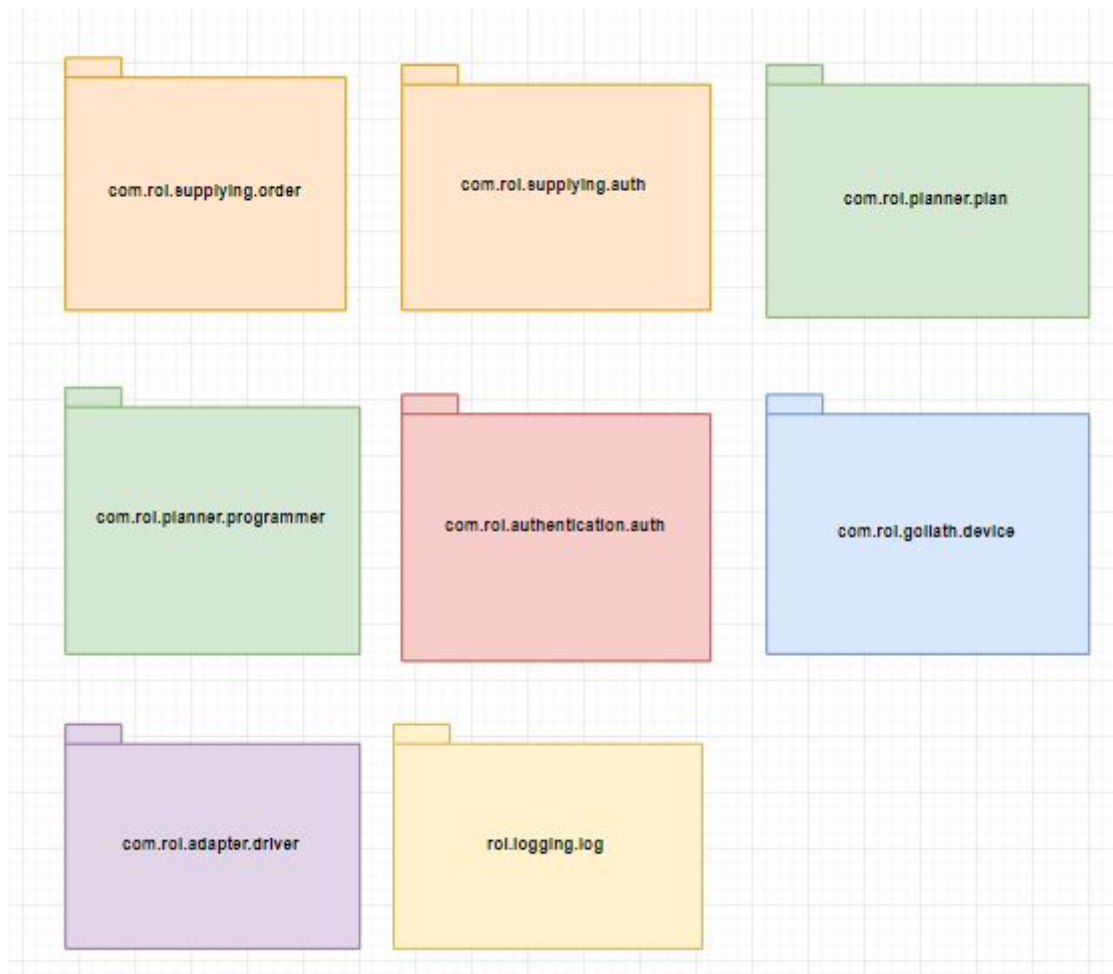 com.rol.supplying.order
com.rol.supplying.auth
com.rol.planner.plan
com.rol.planner.programmer
com.rol.authentication.auth
com.rol.goliath.device
com.rol.adapter.driver
rol.logging.log